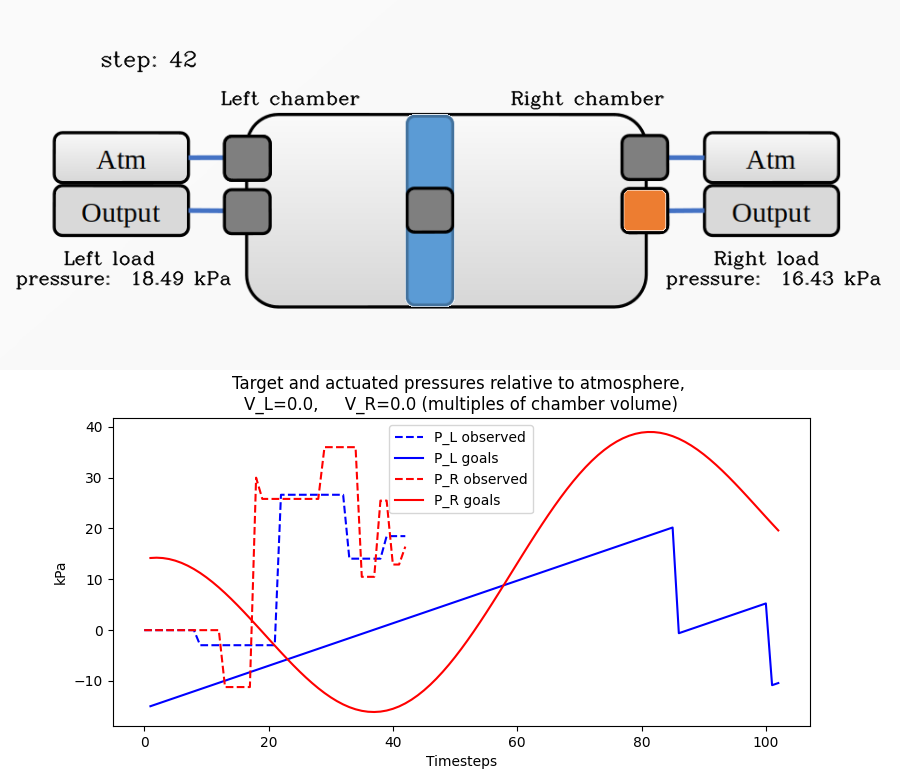 step: 42
Left chamber
Right chamber
Atm
Atm
Output
Output
Left load
pressure: 18.49 kPa
Right load
pressure: 16.43 kPa
Target and actuated pressures relative to atmosphere,
V_L=0.0, V_R=0.0 (multiples of chamber volume)
P_L observed
P_L goals
P_R observed
P_R goals
kPa
40
30
20
10
0
−10
0 20 40 60 80 100
Timesteps